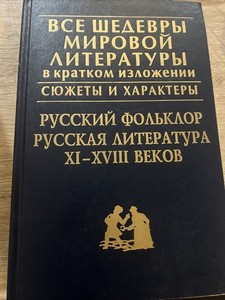 ВСЕ ШЕДЕВРЫ
МИРОВОЙ
ЛИТЕРАТУРЫ
В КРАТКОМ ИЗЛОЖЕНИИ
СЮЖЕТЫ И ХАРАКТЕРЫ
РУССКИЙ ФОЛЬКЛОР
РУССКАЯ ЛИТЕРАТУРА
XI–XVIII ВЕКОВ